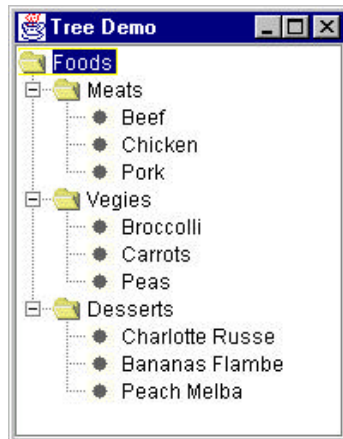 Tree Demo
Foods
Meats
Beef
Chicken
Pork
Vegies
Broccolli
Carrots
Peas
Desserts
Charlotte Russe
Bananas Flambe
Peach Melba